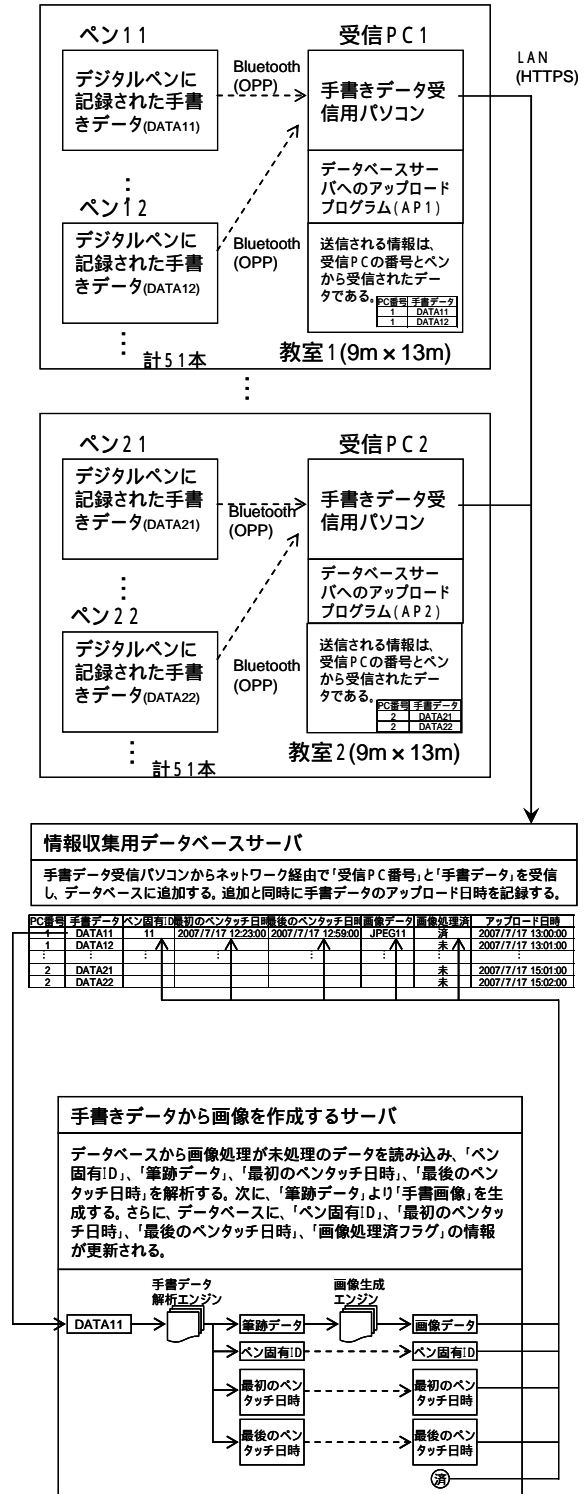 ペン11
デジタルペンに
記録された手書
きデータ(DATA11)
Bluetooth
(OPP)
受信PC1
手書きデータ受
信用パソコン
データベースサー
バへのアップロード
プログラム(AP1)
送信される情報は、
受信PCの番号とペン
から受信されたデー
タである。
PC番号 手書データ
1 DATA11
1 DATA12
LAN
(HTTPS)
⋮
ペン12
デジタルペンに
記録された手書
きデータ(DATA12)
Bluetooth
(OPP)
⋮
計51本
教室1(9m×13m)
⋮
ペン21
デジタルペンに
記録された手書
きデータ(DATA21)
Bluetooth
(OPP)
受信PC2
手書きデータ受
信用パソコン
データベースサー
バへのアップロード
プログラム(AP2)
送信される情報は、
受信PCの番号とペン
から受信されたデー
タである。
PC番号 手書データ
2 DATA21
2 DATA22
⋮
ペン22
デジタルペンに
記録された手書
きデータ(DATA22)
Bluetooth
(OPP)
⋮
計51本
教室2(9m×13m)
情報収集用データベースサーバ
手書データ受信パソコンからネットワーク経由で「受信PC番号」と「手書データ」を受信
し、データベースに追加する。追加と同時に手書データのアップロード日時を記録する。
PC番号 手書データ ペン固有ID 最初のペンタッチ日時 最後のペンタッチ日時 画像データ 画像処理済 アップロード日時
1 DATA11 11 2007/7/17 12:23:00 2007/7/17 12:59:00 JPEG11 済 2007/7/17 13:00:00
1 DATA12 未 2007/7/17 13:01:00
⋮ ⋮ ⋮ ⋮ ⋮ ⋮ ⋮ ⋮
2 DATA21 未 2007/7/17 15:01:00
2 DATA22 未 2007/7/17 15:02:00
手書きデータから画像を作成するサーバ
データベースから画像処理が未処理のデータを読み込み、「ペン
固有ID」、「筆跡データ」、「最初のペンタッチ日時」、「最後のペン
タッチ日時」を解析する。次に、「筆跡データ」より「手書画像」を生
成する。さらに、データベースに、「ペン固有ID」、「最初のペンタッ
チ日時」、「最後のペンタッチ日時」、「画像処理済フラグ」の情報
が更新される。
手書データ
解析エンジン
画像生成
エンジン
DATA11
筆跡データ
画像データ
ペン固有ID
ペン固有ID
最初のペン
タッチ日時
最初のペン
タッチ日時
最後のペン
タッチ日時
最後のペン
タッチ日時
済